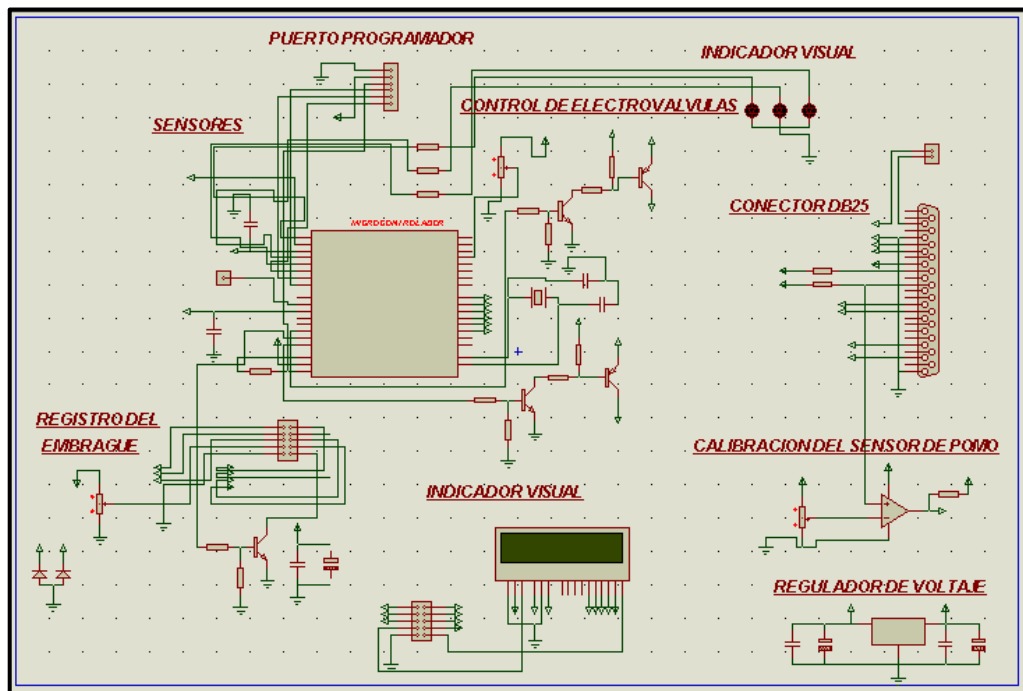 PUERTO PROGRAMADOR
INDICADOR VISUAL
CONTROL DE ELECTROVALVULAS
SENSORES
CONECTOR DB25
MICROCONTROLADOR
REGISTRO DEL
EMBRAGUE
CALIBRACION DEL SENSOR DE POMO
INDICADOR VISUAL
REGULADOR DE VOLTAJE